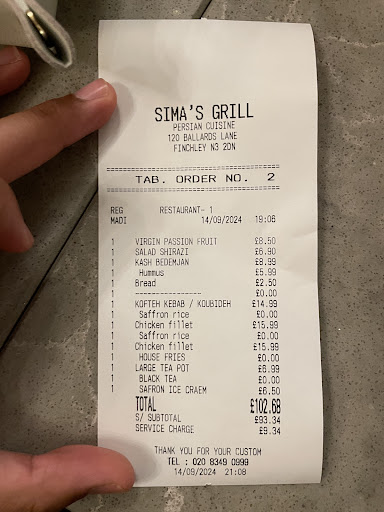 SIMA'S GRILL
PERSIAN CUISINE
120 BALLARDS LANE
FINCHLEY N3 2DN
TAB. ORDER NO. 2
REG RESTAURANT- 1
MADI 14/09/2024 19:06
1 VIRGIN PASSION FRUIT £8.50
1 SALAD SHIRAZI £6.90
1 KASH BEDEMJAN £8.99
1 Hummus £5.99
1 Bread £2.50
1 ---------------- £0.00
1 KOFTEH KEBAB / KOUBIDEH £14.99
1 Saffron rice £0.00
1 Chicken fillet £15.99
1 Saffron rice £0.00
1 Chicken fillet £15.99
1 HOUSE FRIES £0.00
1 LARGE TEA POT £6.99
1 BLACK TEA £0.00
1 SAFRON ICE CRAEM £6.50
TOTAL £102.68
S/ SUBTOTAL £93.34
SERVICE CHARGE £9.34
THANK YOU FOR YOUR CUSTOM
TEL : 020 8349 0999
14/09/2024 21:08